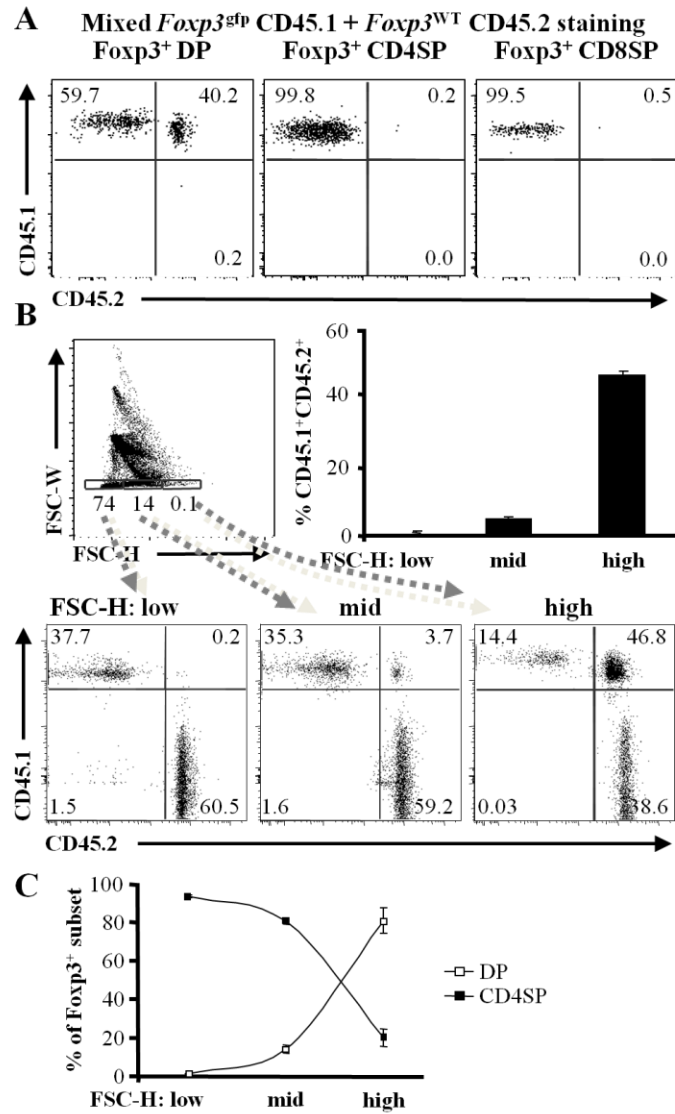 A
Mixed Foxp3gfp CD45.1 + Foxp3WT CD45.2 staining
Foxp3+ DP Foxp3+ CD4SP Foxp3+ CD8SP
59.7 40.2 99.8 0.2 99.5 0.5
0.2 0.0 0.0
CD45.1
CD45.2
B
FSC-W
74 14 0.1
FSC-H
% CD45.1+CD45.2+
60
40
20
0
FSC-H: low mid high
FSC-H: low mid high
37.7 0.2 35.3 3.7 14.4 46.8
1.5 60.5 1.6 59.2 0.03 38.6
CD45.1
CD45.2
C
% of Foxp3+ subset
100
80
60
40
20
0
DP
CD4SP
FSC-H: low mid high